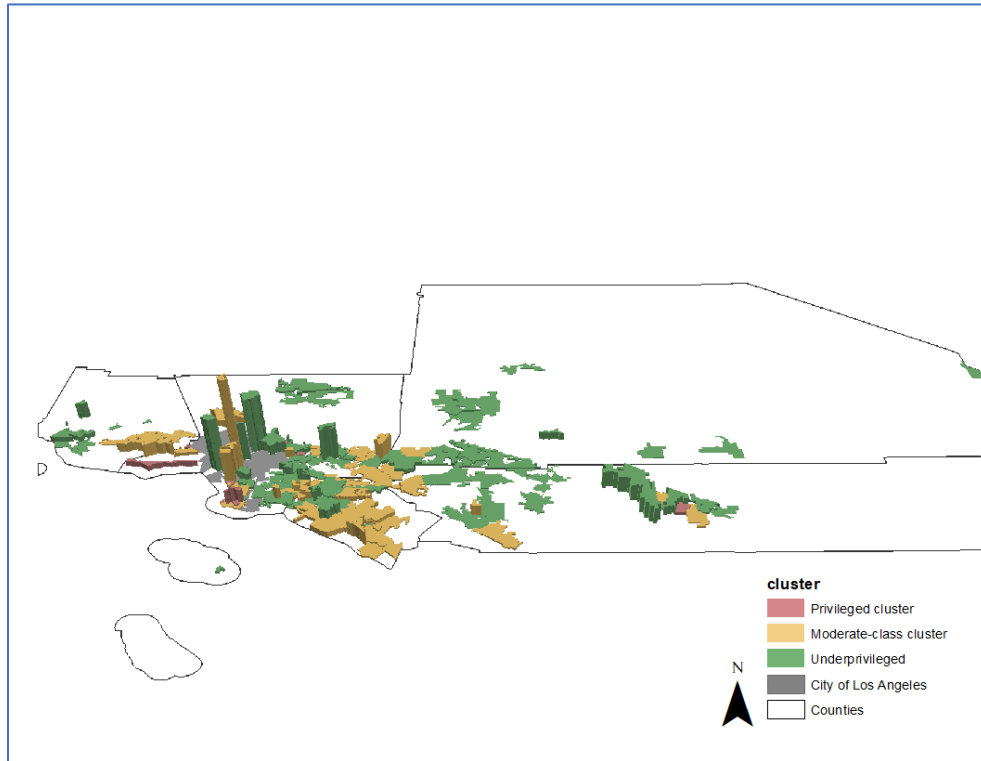 cluster
Privileged cluster
Moderate-class cluster
Underprivileged
City of Los Angeles
Counties
N